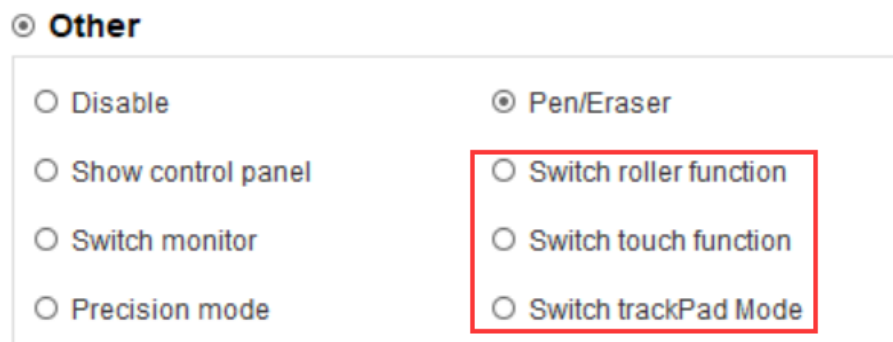 Other
Disable
Pen/Eraser
Show control panel
Switch roller function
Switch monitor
Switch touch function
Precision mode
Switch trackPad Mode